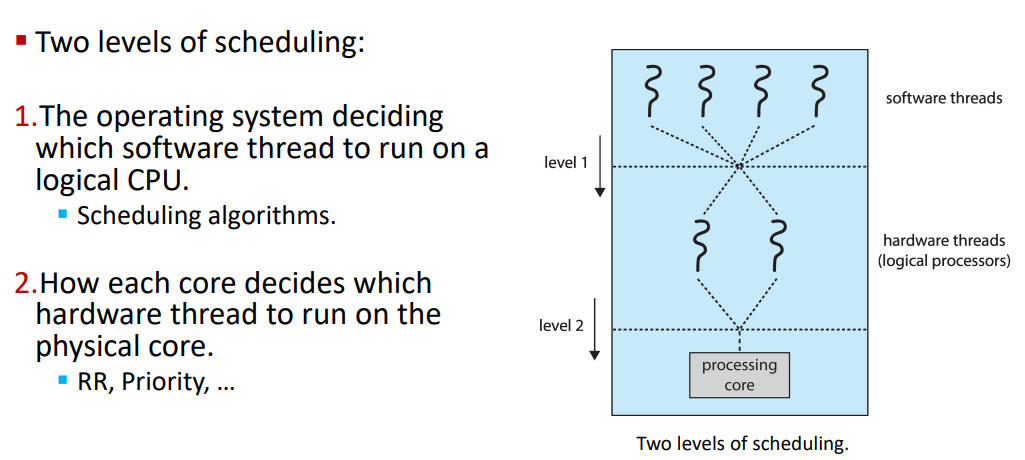 Two levels of scheduling:
1.The operating system deciding
which software thread to run on a
logical CPU.
Scheduling algorithms.
2.How each core decides which
hardware thread to run on the
physical core.
RR, Priority, ...
software threads
level 1
hardware threads
(logical processors)
level 2
processing
core
Two levels of scheduling.